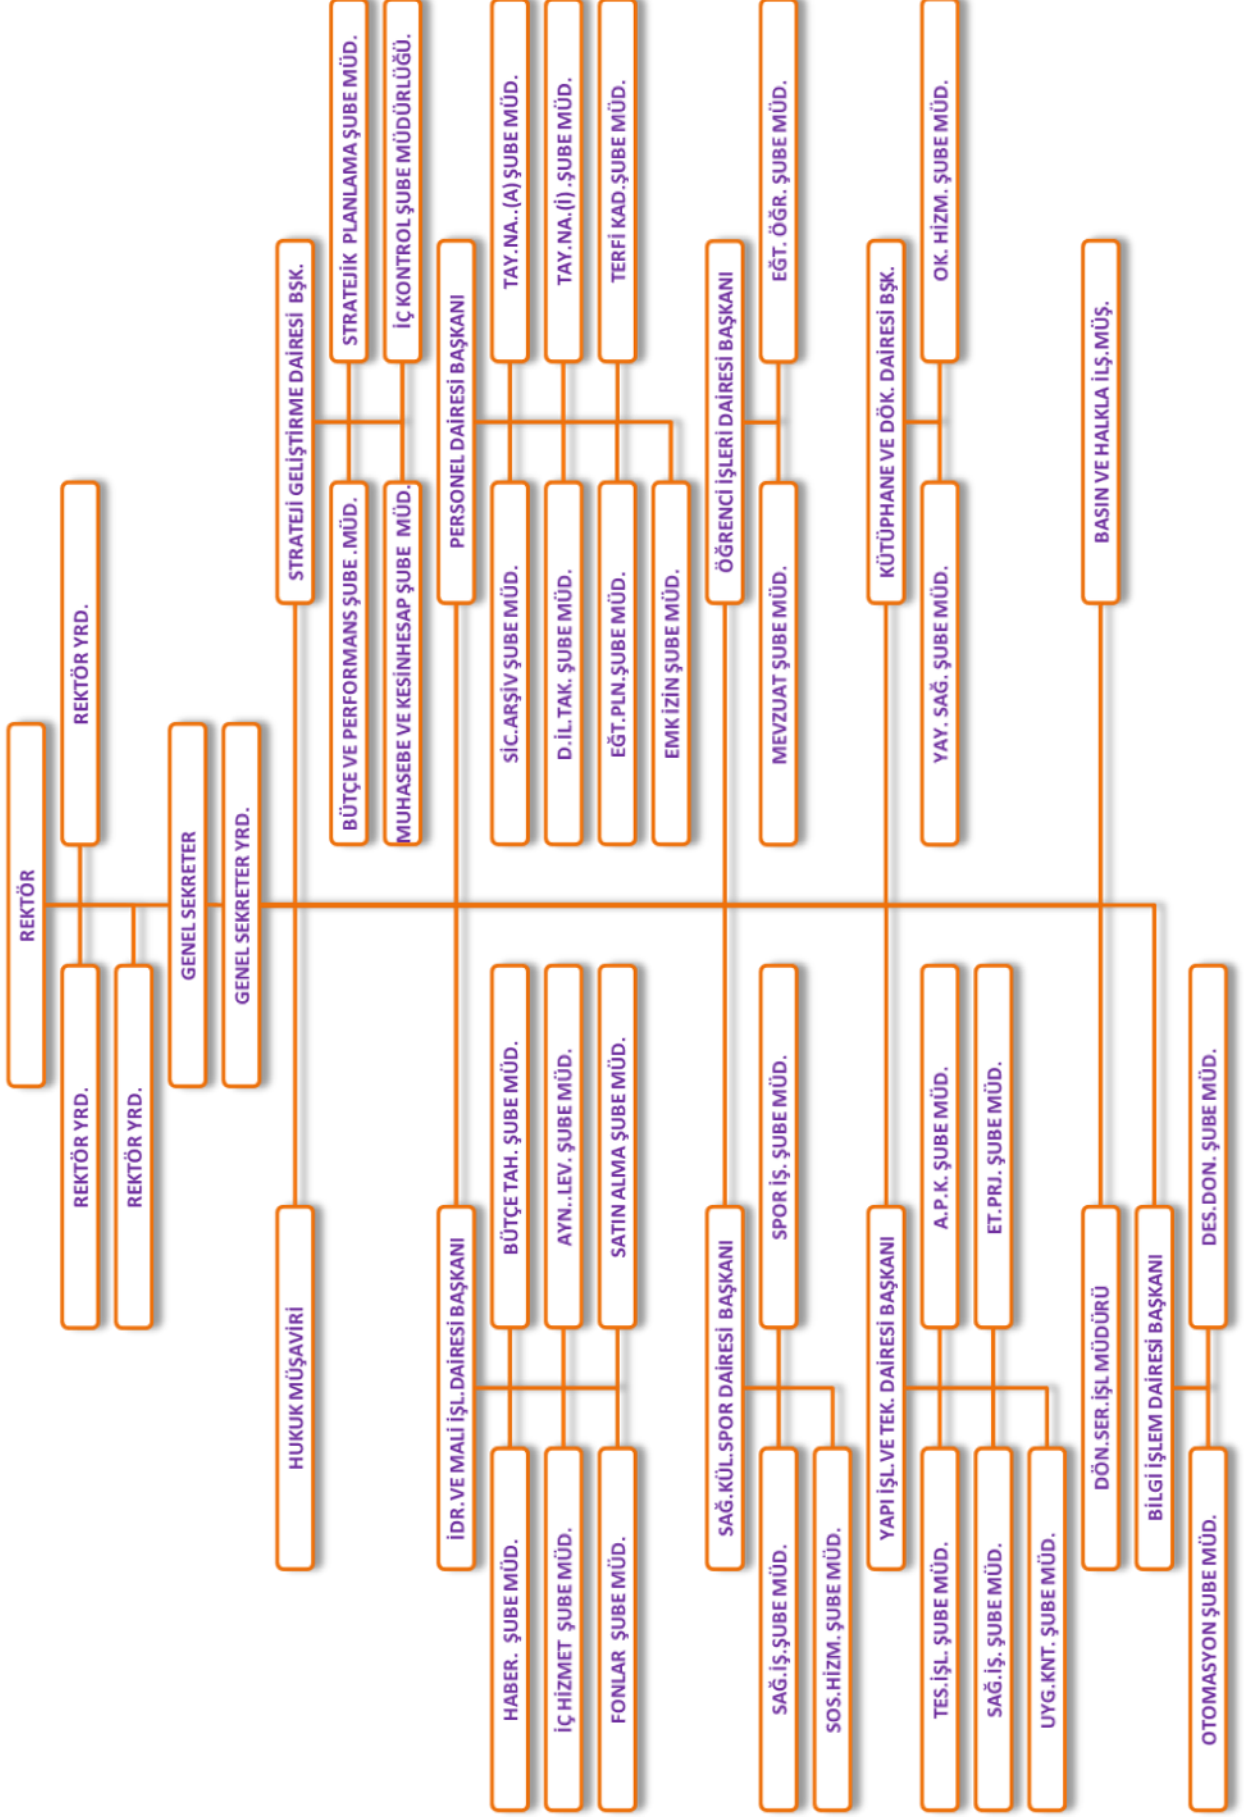 REKTÖR
REKTÖR YRD.
REKTÖR YRD.
REKTÖR YRD.
GENEL SEKRETER
GENEL SEKRETER YRD.
HUKUK MÜŞAVİRİ
STRATEJİ GELİŞTİRME DAİRESİ BŞK.
BÜTÇE VE PERFORMANS ŞUBE .MÜD.
STRATEJİK PLANLAMA ŞUBE MÜD.
MUHASEBE VE KESİNHESAP ŞUBE MÜD.
İÇ KONTROL ŞUBE MÜDÜRLÜĞÜ.
İDR.VE MALİ İŞL.DAİRESİ BAŞKANI
PERSONEL DAİRESİ BAŞKANI
HABER. ŞUBE MÜD.
BÜTÇE TAH. ŞUBE MÜD.
SİC.ARŞİV ŞUBE MÜD.
TAY.NA..(A) ŞUBE MÜD.
İÇ HİZMET ŞUBE MÜD.
AYN..LEV. ŞUBE MÜD.
D.İL.TAK. ŞUBE MÜD.
TAY.NA.(İ) .ŞUBE MÜD.
FONLAR ŞUBE MÜD.
SATIN ALMA ŞUBE MÜD.
EĞT.PLN.ŞUBE MÜD.
TERFİ KAD.ŞUBE MÜD.
EMK İZİN ŞUBE MÜD.
SAĞ.KÜL.SPOR DAİRESİ BAŞKANI
ÖĞRENCİ İŞLERİ DAİRESİ BAŞKANI
SAĞ.İŞ.ŞUBE MÜD.
SPOR İŞ. ŞUBE MÜD.
MEVZUAT ŞUBE MÜD.
EĞT. ÖĞR. ŞUBE MÜD.
SOS.HİZM. ŞUBE MÜD.
YAPI İŞL.VE TEK. DAİRESİ BAŞKANI
KÜTÜPHANE VE DÖK. DAİRESİ BŞK.
TES.İŞL. ŞUBE MÜD.
A.P.K. ŞUBE MÜD.
YAY. SAĞ. ŞUBE MÜD.
OK. HİZM. ŞUBE MÜD.
SAĞ.İŞ. ŞUBE MÜD.
ET.PRJ. ŞUBE MÜD.
UYG.KNT. ŞUBE MÜD.
DÖN.SER.İŞL MÜDÜRÜ
BASIN VE HALKLA İLŞ.MÜŞ.
BİLGİ İŞLEM DAİRESİ BAŞKANI
OTOMASYON ŞUBE MÜD.
DES.DON. ŞUBE MÜD.